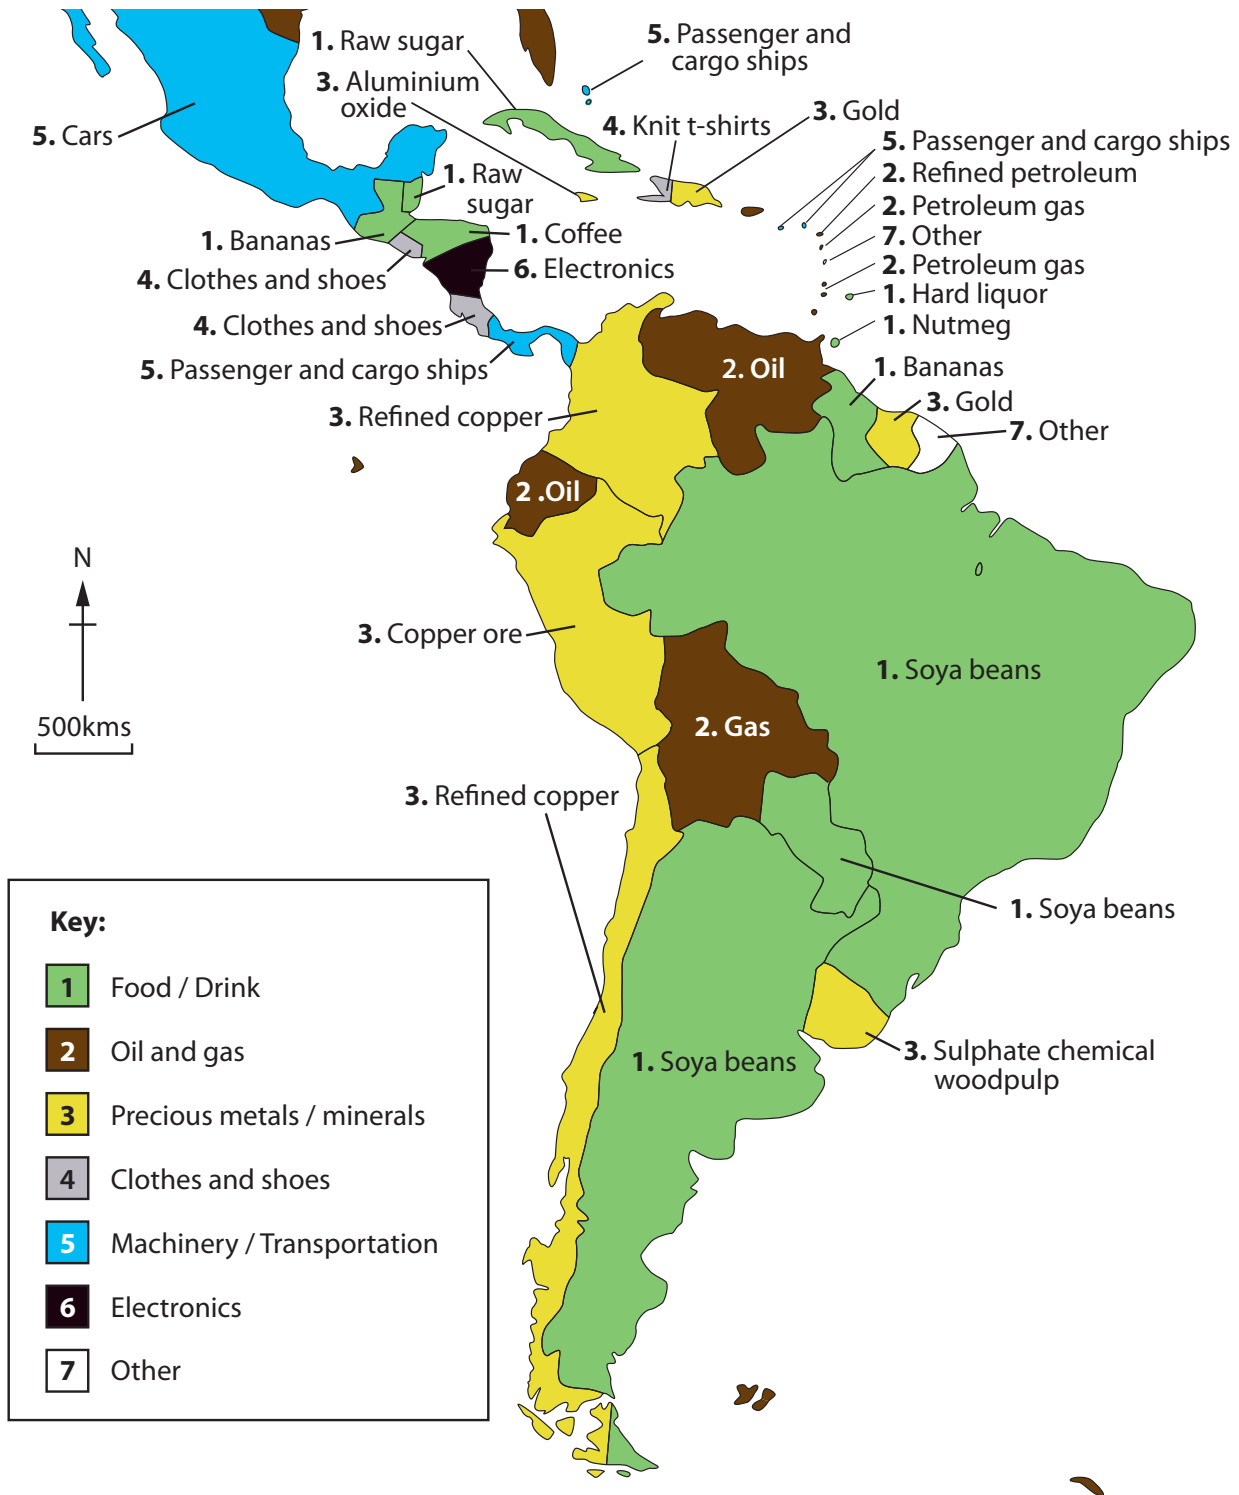 1. Raw sugar
5. Passenger and
cargo ships
3. Aluminium
oxide
3. Gold
4. Knit t-shirts
5. Cars
5. Passenger and cargo ships
2. Refined petroleum
1. Raw
sugar
2. Petroleum gas
1. Bananas
1. Coffee
7. Other
4. Clothes and shoes
6. Electronics
2. Petroleum gas
1. Hard liquor
4. Clothes and shoes
1. Nutmeg
5. Passenger and cargo ships
2. Oil
1. Bananas
3. Refined copper
3. Gold
7. Other
2 .Oil
N
3. Copper ore
1. Soya beans
500kms
2. Gas
3. Refined copper
1. Soya beans
3. Sulphate chemical
woodpulp
1. Soya beans
Key:
1 Food / Drink
2 Oil and gas
3 Precious metals / minerals
4 Clothes and shoes
5 Machinery / Transportation
6 Electronics
7 Other